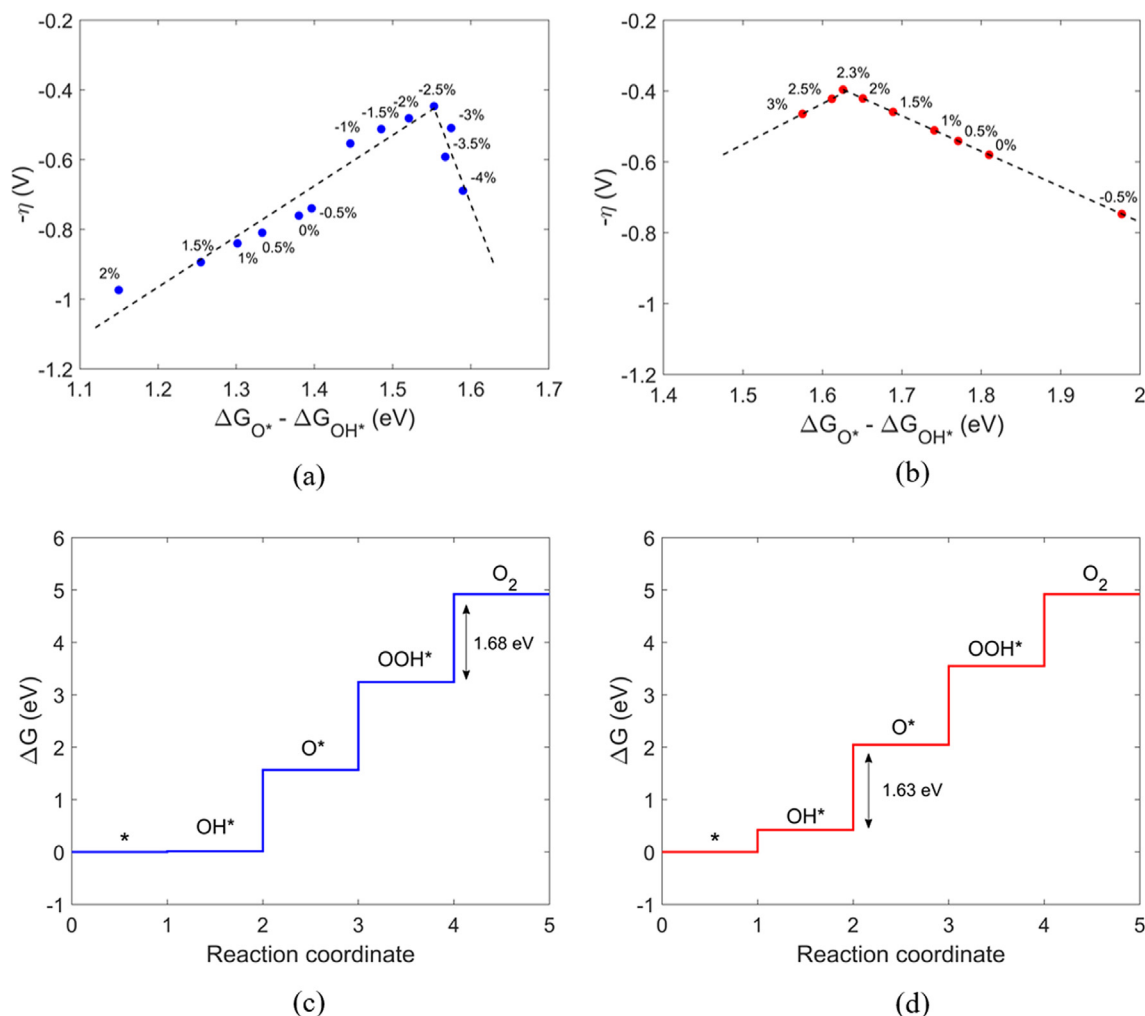 -0.2
-0.4
-0.6
-0.8
-1
-1.2
-η (V)
2%
1.5%
1%
0.5%
0%
-0.5%
-1%
-1.5%
-2%
-2.5%
-3%
-3.5%
-4%
1.1 1.2 1.3 1.4 1.5 1.6 1.7
ΔG_O* - ΔG_OH* (eV)
(a)
-0.2
-0.4
-0.6
-0.8
-1
-1.2
-η (V)
3%
2.5%
2.3%
2%
1.5%
1%
0.5%
0%
-0.5%
1.4 1.5 1.6 1.7 1.8 1.9 2
ΔG_O* - ΔG_OH* (eV)
(b)
6
5
4
3
2
1
0
-1
ΔG (eV)
*
OH*
O*
OOH*
O₂
1.68 eV
0 1 2 3 4 5
Reaction coordinate
(c)
6
5
4
3
2
1
0
-1
ΔG (eV)
*
OH*
O*
OOH*
O₂
1.63 eV
0 1 2 3 4 5
Reaction coordinate
(d)